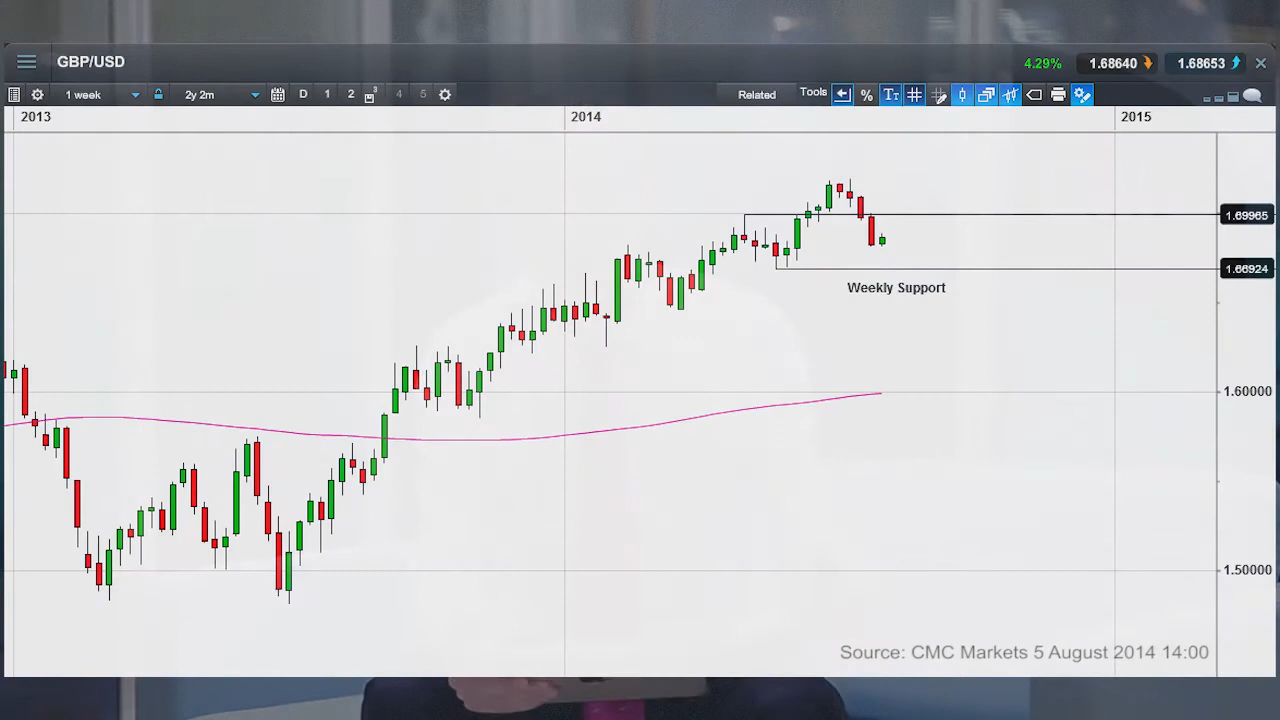 GBP/USD
4.29% 1.68640 1.68653
1 week 2y 2m D 1 2 3 4 5 Related Tools % TT
2013 2014 2015
1.69965
1.66924
Weekly Support
1.60000
1.50000
Source: CMC Markets 5 August 2014 14:00